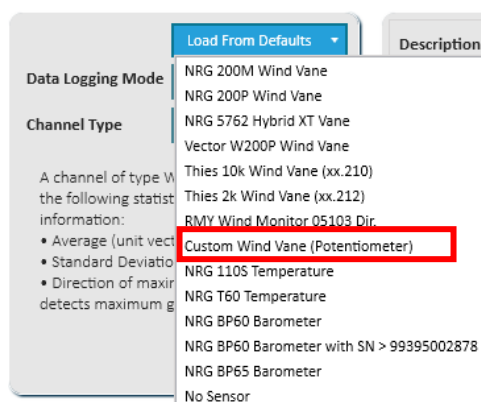 Load From Defaults
Description
Data Logging Mode
NRG 200M Wind Vane
NRG 200P Wind Vane
NRG 5762 Hybrid XT Vane
Channel Type
Vector W200P Wind Vane
Thies 10k Wind Vane (xx.210)
A channel of type
Thies 2k Wind Vane (xx.212)
the following statist
RMY Wind Monitor 05103 Dir.
information:
• Average (unit vect
Custom Wind Vane (Potentiometer)
• Standard Deviatio
NRG 110S Temperature
• Direction of maxir
NRG T60 Temperature
detects maximum g
NRG BP60 Barometer
NRG BP60 Barometer with SN > 99395002878
NRG BP65 Barometer
No Sensor